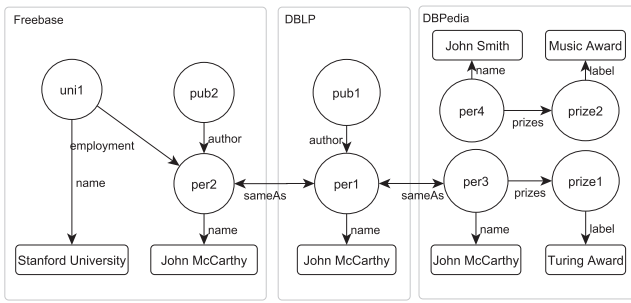 Freebase
DBLP
DBPedia
John Smith
Music Award
name
label
uni1
pub2
pub1
per4
prizes
prize2
employment
author
author
name
per2
sameAs
per1
sameAs
per3
prizes
prize1
name
name
name
label
Stanford University
John McCarthy
John McCarthy
John McCarthy
Turing Award